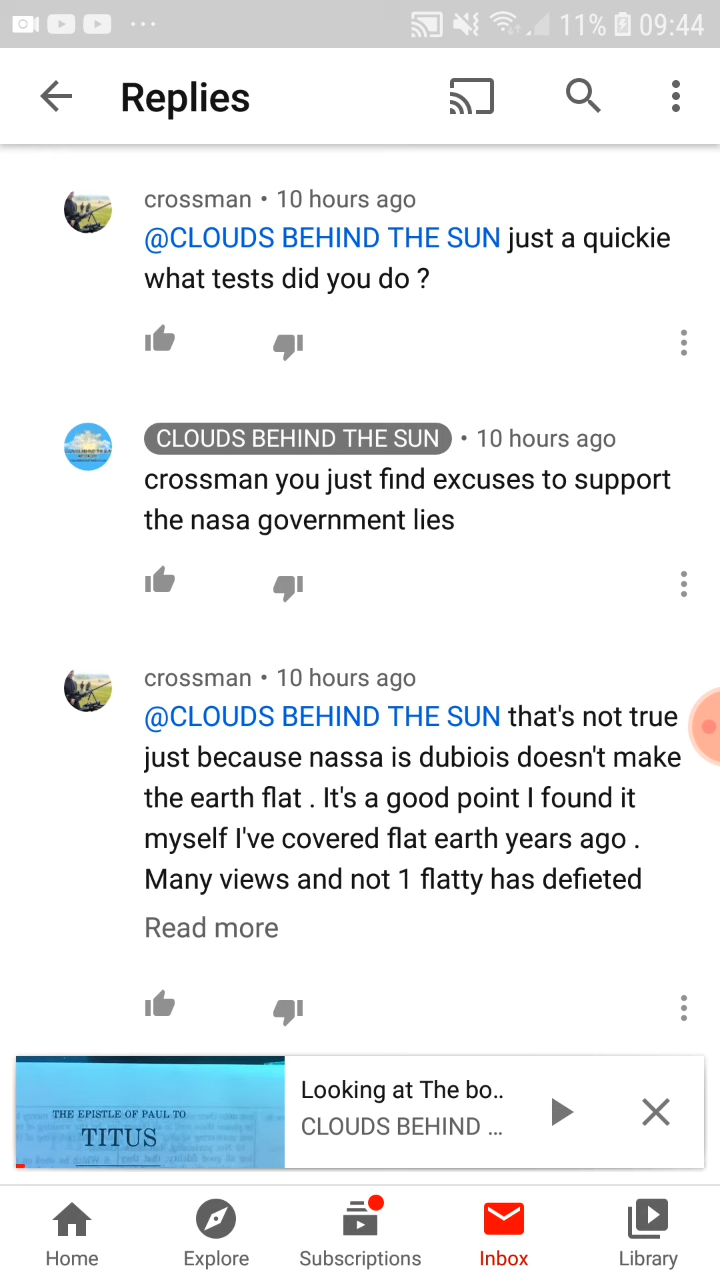 11% 09:44
Replies
crossman • 10 hours ago
@CLOUDS BEHIND THE SUN just a quickie
what tests did you do ?
CLOUDS BEHIND THE SUN • 10 hours ago
crossman you just find excuses to support
the nasa government lies
crossman • 10 hours ago
@CLOUDS BEHIND THE SUN that's not true
just because nassa is dubiois doesn't make
the earth flat . It's a good point I found it
myself I've covered flat earth years ago .
Many views and not 1 flatty has defieted
Read more
THE EPISTLE OF PAUL TO
TITUS
Looking at The bo..
CLOUDS BEHIND ...
Home Explore Subscriptions Inbox Library